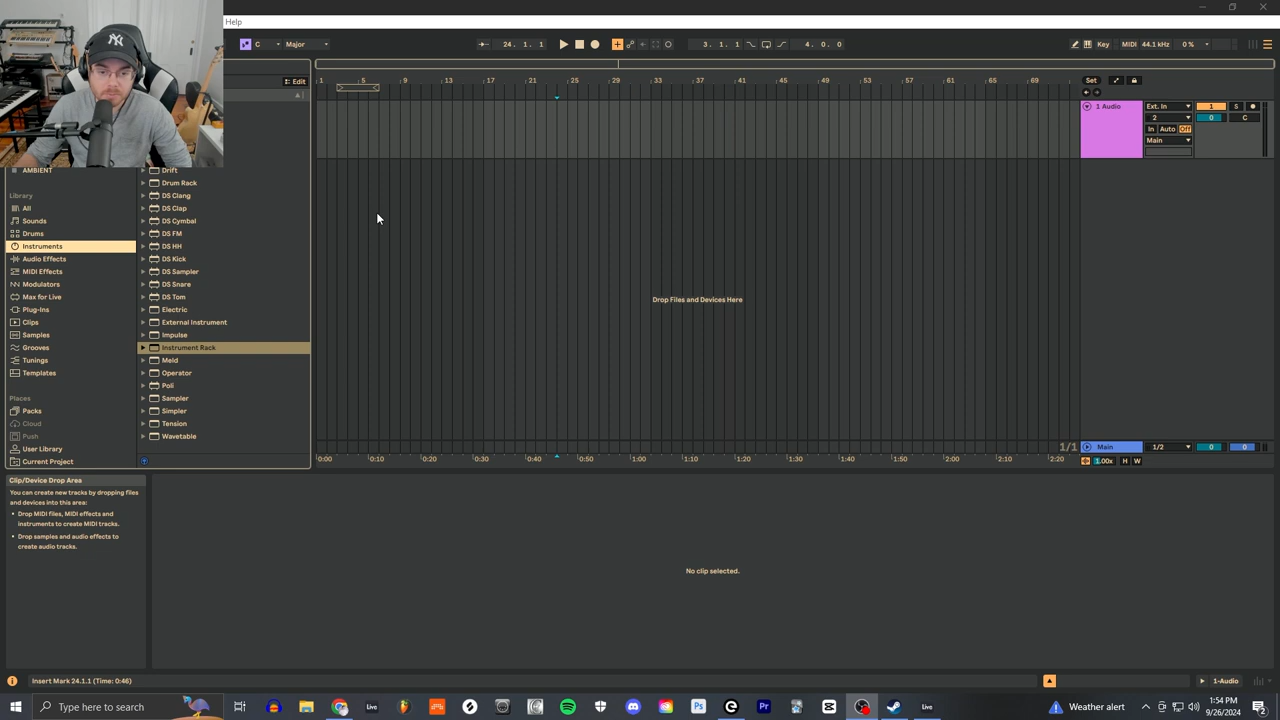 Help
C
Major
24. 1. 1
3.
4. 0. 0
Key
MIDI
44.1 kHz
0 %
Edit
1
5
9
13
17
21
25
29
33
37
41
45
49
53
57
61
65
69
Set
1 Audio
Ext. In
1
S
2
0
C
In
Auto
Off
Main
AMBIENT
Library
All
Sounds
Drums
Instruments
Audio Effects
MIDI Effects
Modulators
Max for Live
Plug-Ins
Clips
Samples
Grooves
Tunings
Templates
Places
Packs
Cloud
Push
User Library
Current Project
Drift
Drum Rack
DS Clang
DS Clap
DS Cymbal
DS FM
DS HH
DS Kick
DS Sampler
DS Snare
DS Tom
Electric
External Instrument
Impulse
Instrument Rack
Meld
Operator
Poli
Sampler
Simpler
Tension
Wavetable
Drop Files and Devices Here
1/1
Main
1/2
0
0
0:00
0:10
0:20
0:30
0:40
0:50
1:00
1:10
1:20
1:30
1:40
1:50
2:00
2:10
2:20
1.00x
H
W
Clip/Device Drop Area
You can create new tracks by dropping files
and devices into this area:
• Drop MIDI files, MIDI effects and
instruments to create MIDI tracks.
• Drop samples and audio effects to
create audio tracks.
No clip selected.
Insert Mark 24.1.1 (Time: 0:46)
1-Audio
Type here to search
Live
Ps
Pr
Live
Weather alert
1:54 PM
9/26/2024